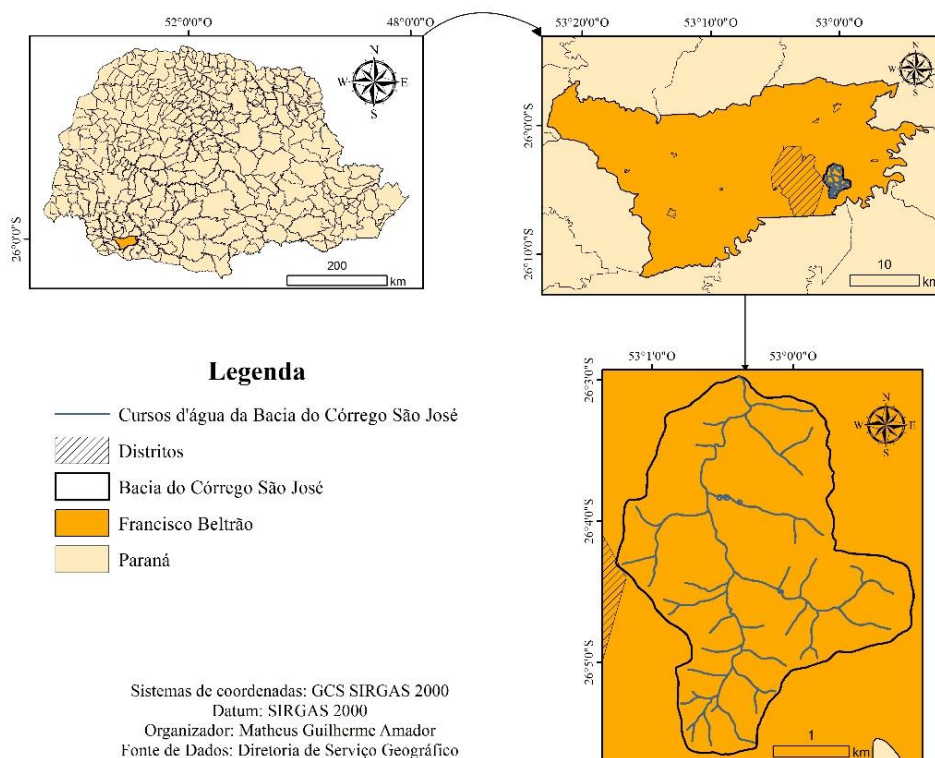 52°0'0"O
48°0'0"O
26°0'0"S
N
W
E
S
200
km
53°20'0"O
53°10'0"O
53°0'0"O
26°0'0"S
26°10'0"S
N
W
E
S
10
km
Legenda
Cursos d'água da Bacia do Córrego São José
Distritos
Bacia do Córrego São José
Francisco Beltrão
Paraná
53°1'0"O
53°0'0"O
26°3'0"S
26°4'0"S
26°5'0"S
N
W
E
S
1
km
Sistemas de coordenadas: GCS SIRGAS 2000
Datum: SIRGAS 2000
Organizador: Matheus Guilherme Amador
Fonte de Dados: Diretoria de Serviço Geográfico